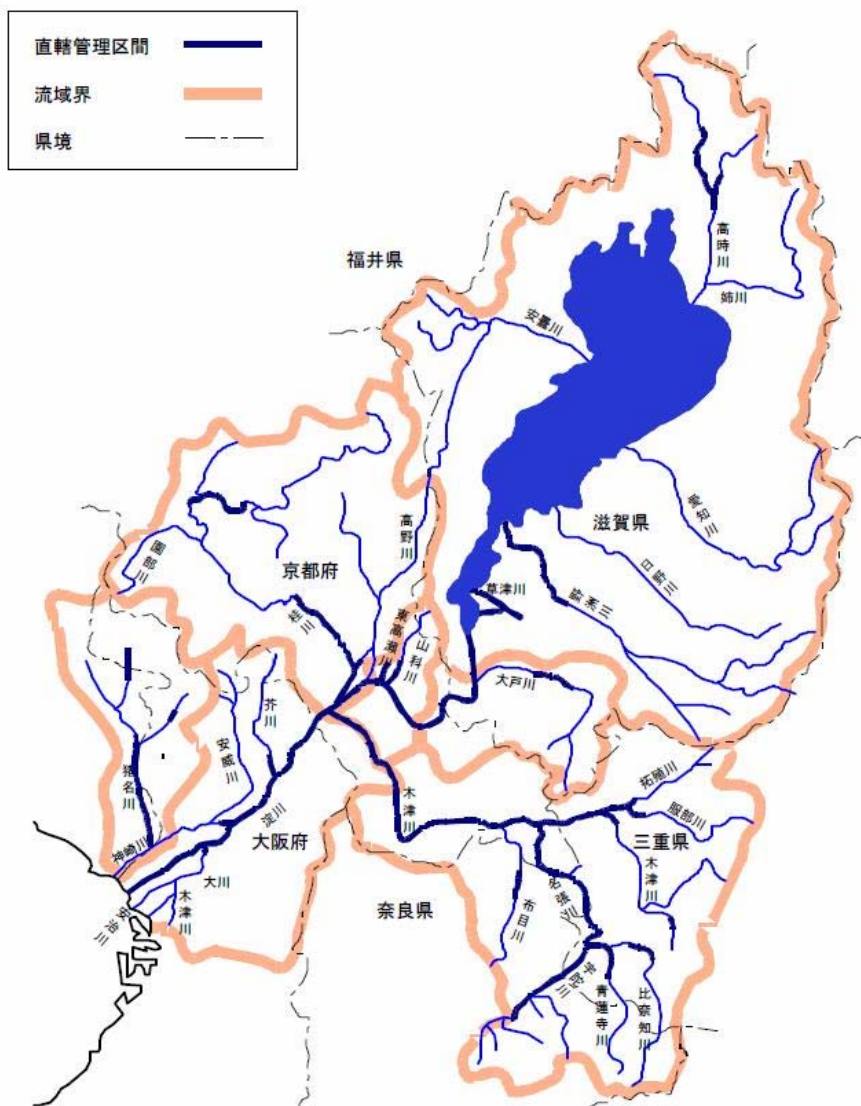 直轄管理区間
流域界
県境
福井県
高時川
姉川
安曇川
滋賀県
愛知川
日野川
草津川
高野川
京都府
園部川
桂川
東高瀬川
山科川
大戸川
芥川
安威川
猪名川
淀川
木津川
柘植川
服部川
三重県
大阪府
神崎川
大川
木津川
安治川
奈良県
布目川
名張川
木津川
宇陀川
青蓮寺川
比奈知川